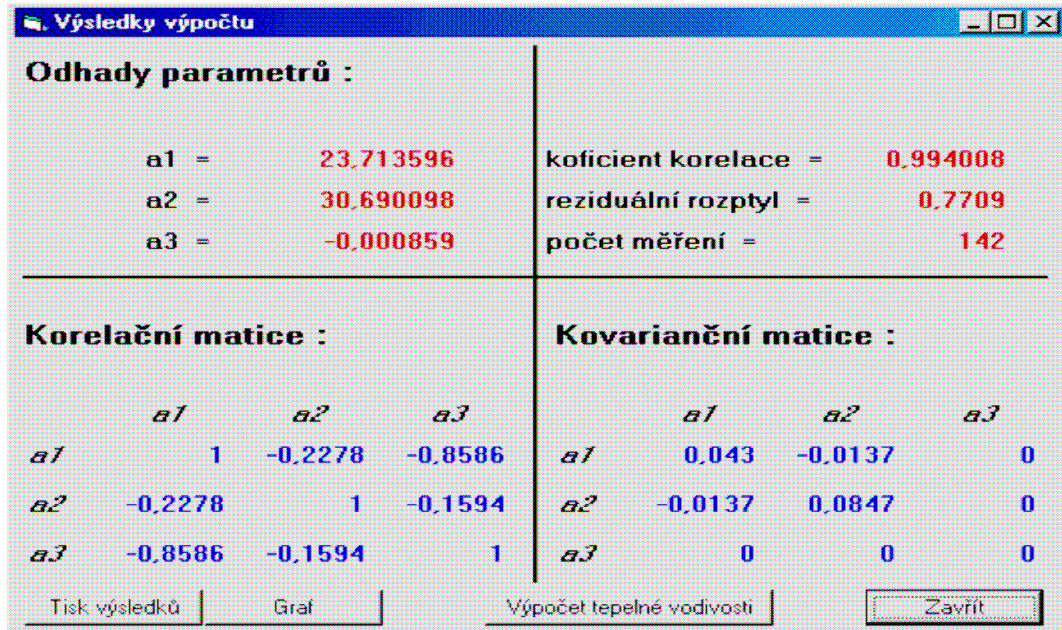 Výsledky výpočtu
Odhady parametrů :
a1 = 23,713596
a2 = 30,690098
a3 = -0,000859
koficient korelace = 0,994008
reziduální rozptyl = 0,7709
počet měření = 142
Korelační matice :
a1 a2 a3
a1 1 -0,2278 -0,8586
a2 -0,2278 1 -0,1594
a3 -0,8586 -0,1594 1
Kovarianční matice :
a1 a2 a3
a1 0,043 -0,0137 0
a2 -0,0137 0,0847 0
a3 0 0 0
Tisk výsledků Graf Výpočet tepelné vodivosti Zavřít